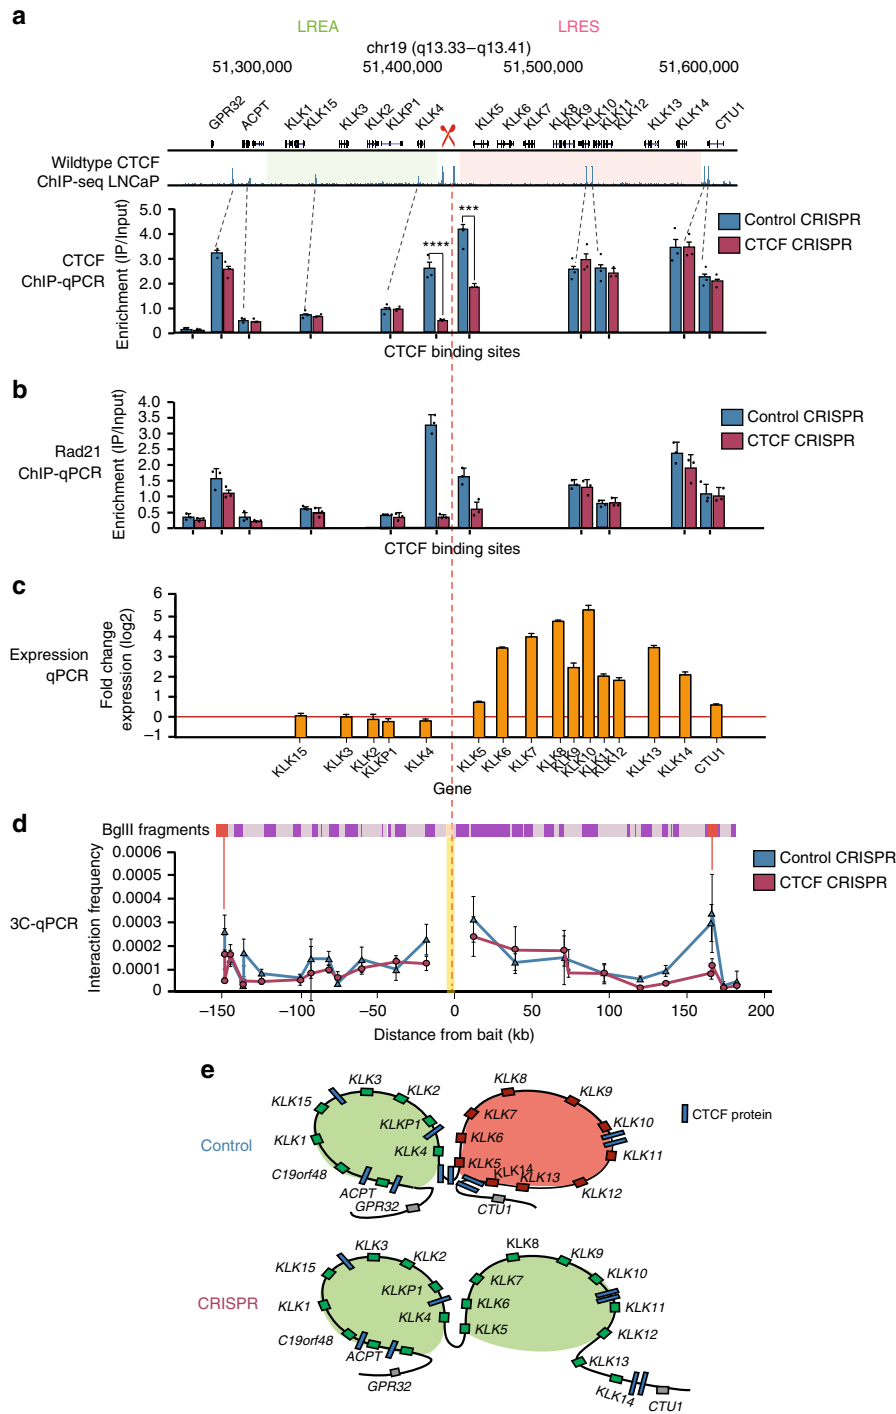 a
LREA
LRES
chr19 (q13.33–q13.41)
51,300,000
51,400,000
51,500,000
51,600,000
GPR32
ACPT
KLK1
KLK15
KLK3
KLK2
KLKP1
KLK4
KLK5
KLK6
KLK7
KLK8
KLK9
KLK10
KLK11
KLK12
KLK13
KLK14
CTU1
Wildtype CTCF
ChIP-seq LNCaP
CTCF
ChIP-qPCR
Enrichment (IP/Input)
5.0
4.0
3.0
2.0
1.0
0
****
***
Control CRISPR
CTCF CRISPR
CTCF binding sites
b
Rad21
ChIP-qPCR
Enrichment (IP/Input)
4.0
3.5
3.0
2.5
2.0
1.5
1.0
0.5
0
Control CRISPR
CTCF CRISPR
CTCF binding sites
c
Expression
qPCR
Fold change
expression (log2)
6
5
4
3
2
1
0
–1
KLK15
KLK3
KLK2
KLKP1
KLK4
KLK5
KLK6
KLK7
KLK8
KLK9
KLK10
KLK11
KLK12
KLK13
KLK14
CTU1
Gene
d
BglII fragments
3C-qPCR
Interaction frequency
0.0006
0.0005
0.0004
0.0003
0.0002
0.0001
0
Control CRISPR
CTCF CRISPR
–150
–100
–50
0
50
100
150
200
Distance from bait (kb)
e
Control
KLK3
KLK2
KLK15
KLKP1
KLK1
KLK4
C19orf48
ACPT
GPR32
KLK8
KLK9
KLK7
KLK10
KLK6
KLK11
KLK5
KLK14
KLK13
KLK12
CTU1
CTCF protein
CRISPR
KLK3
KLK2
KLK15
KLKP1
KLK1
KLK4
C19orf48
ACPT
GPR32
KLK8
KLK9
KLK7
KLK10
KLK6
KLK11
KLK5
KLK12
KLK13
KLK14
CTU1